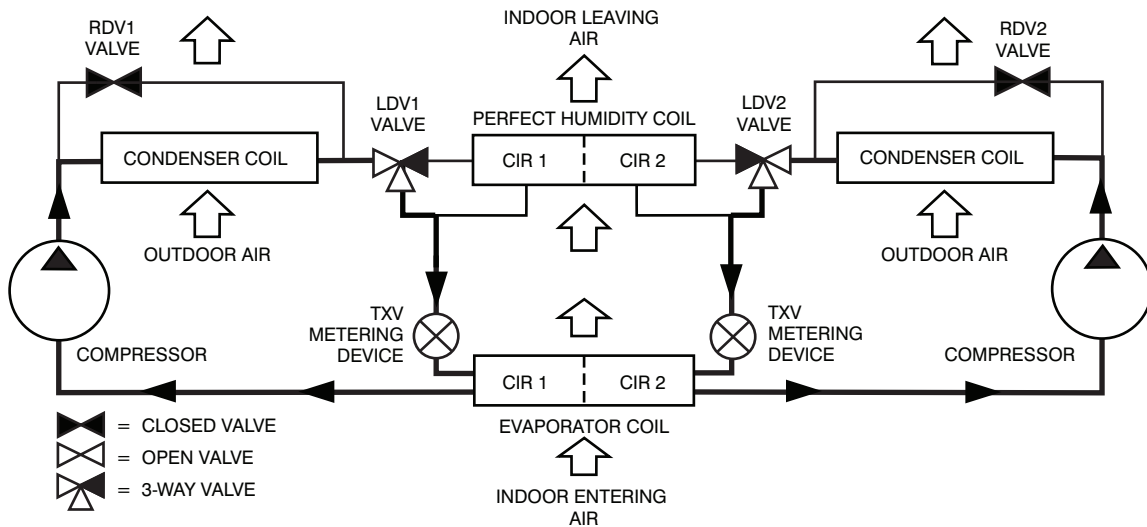 INDOOR LEAVING
AIR
RDV1
VALVE
RDV2
VALVE
LDV1
VALVE
PERFECT HUMIDITY COIL
LDV2
VALVE
CONDENSER COIL
CIR 1
CIR 2
CONDENSER COIL
OUTDOOR AIR
OUTDOOR AIR
TXV
METERING
DEVICE
TXV
METERING
DEVICE
COMPRESSOR
COMPRESSOR
CIR 1
CIR 2
EVAPORATOR COIL
= CLOSED VALVE
= OPEN VALVE
= 3-WAY VALVE
INDOOR ENTERING
AIR